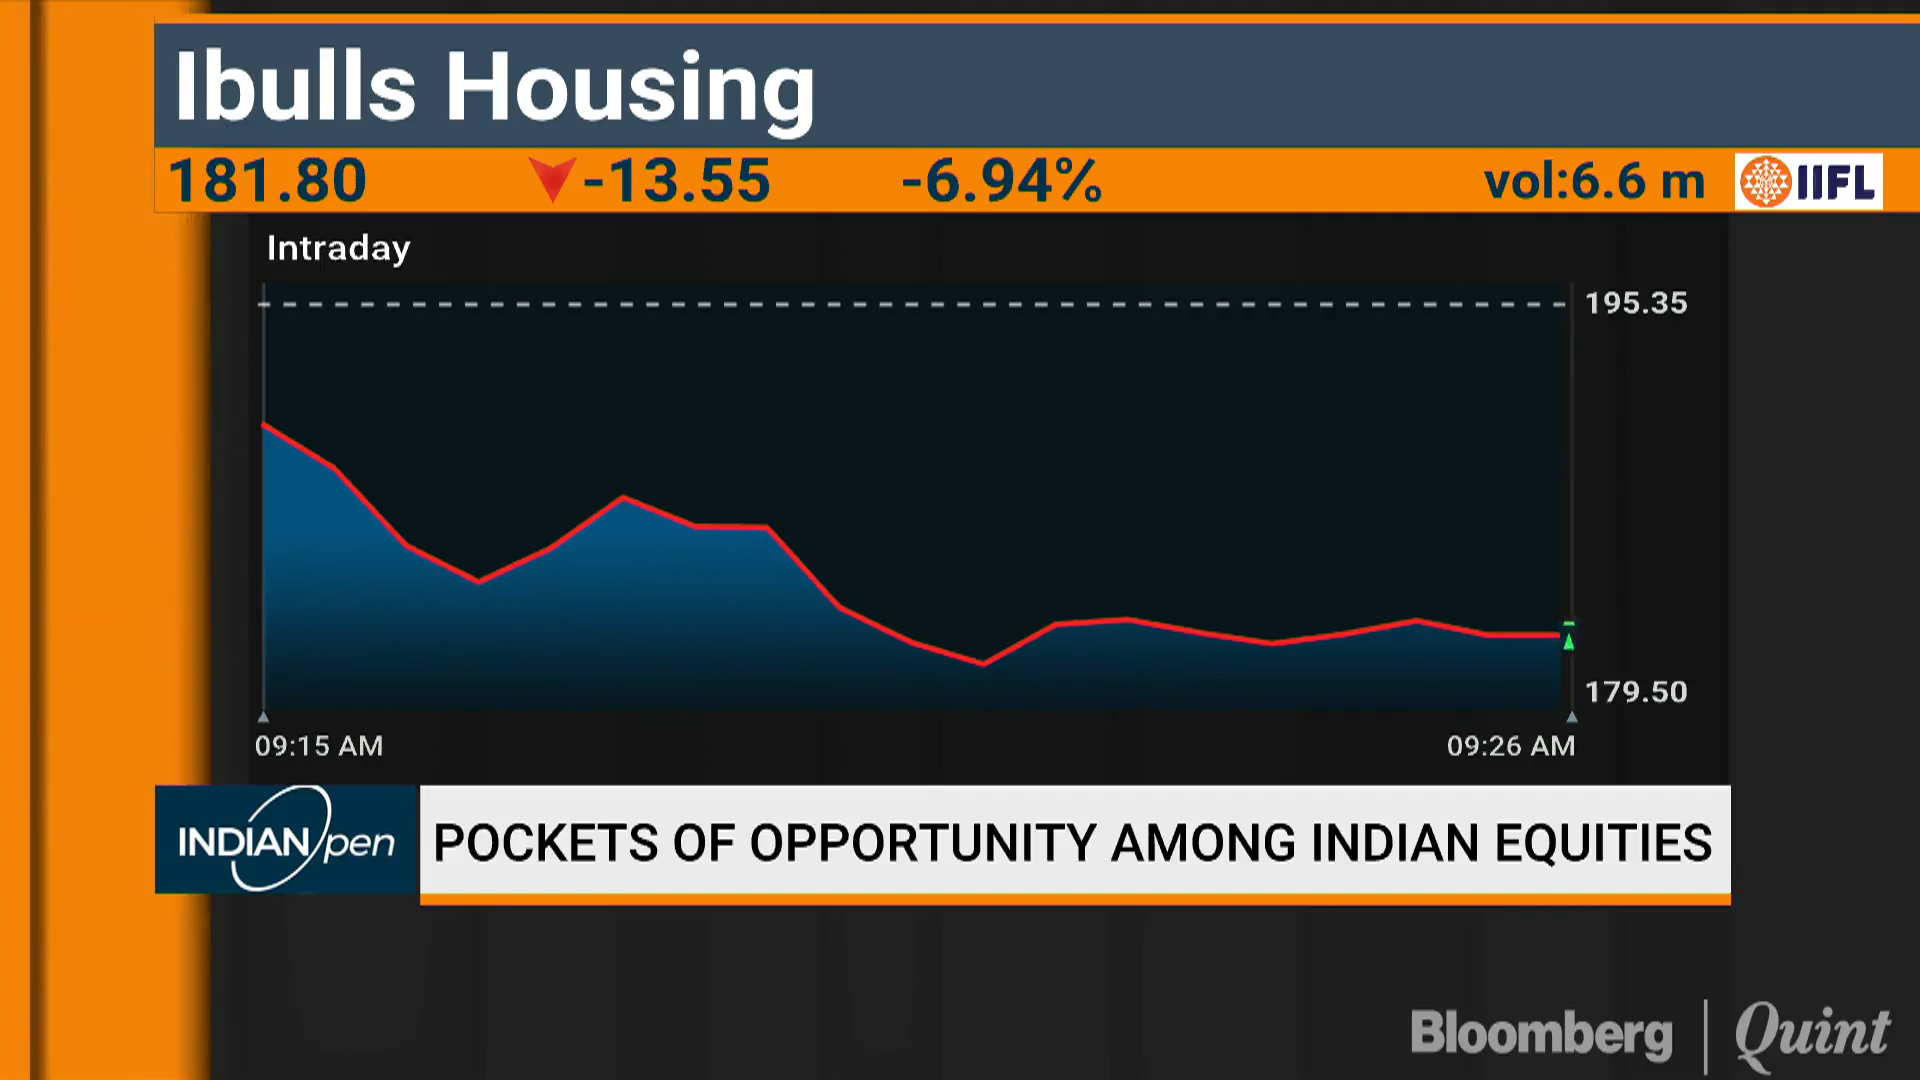 Ibulls Housing
181.80 -13.55 -6.94% vol:6.6 m IIFL
Intraday
195.35
179.50
09:15 AM 09:26 AM
INDIAN Open POCKETS OF OPPORTUNITY AMONG INDIAN EQUITIES
Bloomberg | Quint